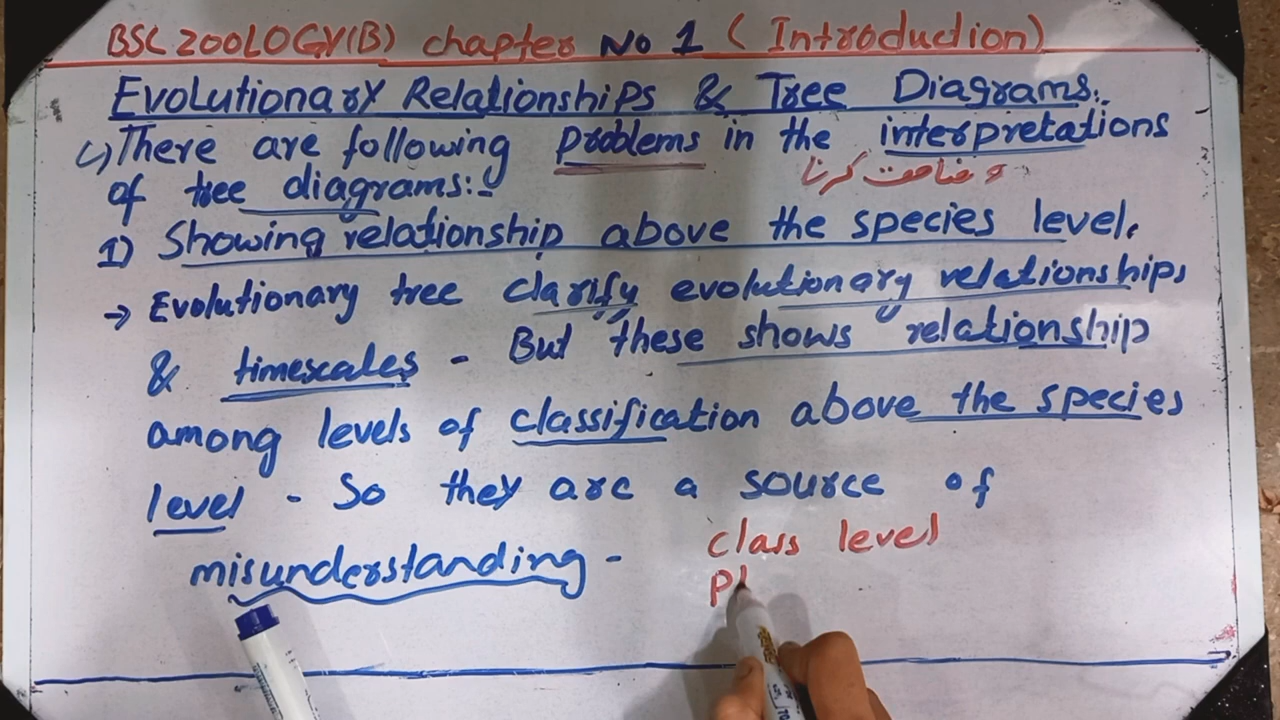 BSC ZOOLOGY(B) chapter No 1 ( Introduction)
Evolutionary Relationships & Tree Diagrams:.
There are following problems in the interpretations
وضاحت کرنا
of tree diagrams:-
1) Showing relationship above the species level.
→ Evolutionary tree clarify evolutionary relationships
& timescales - But these shows relationship
among levels of classification above the species
level - So they are a source of
misunderstanding -
class level